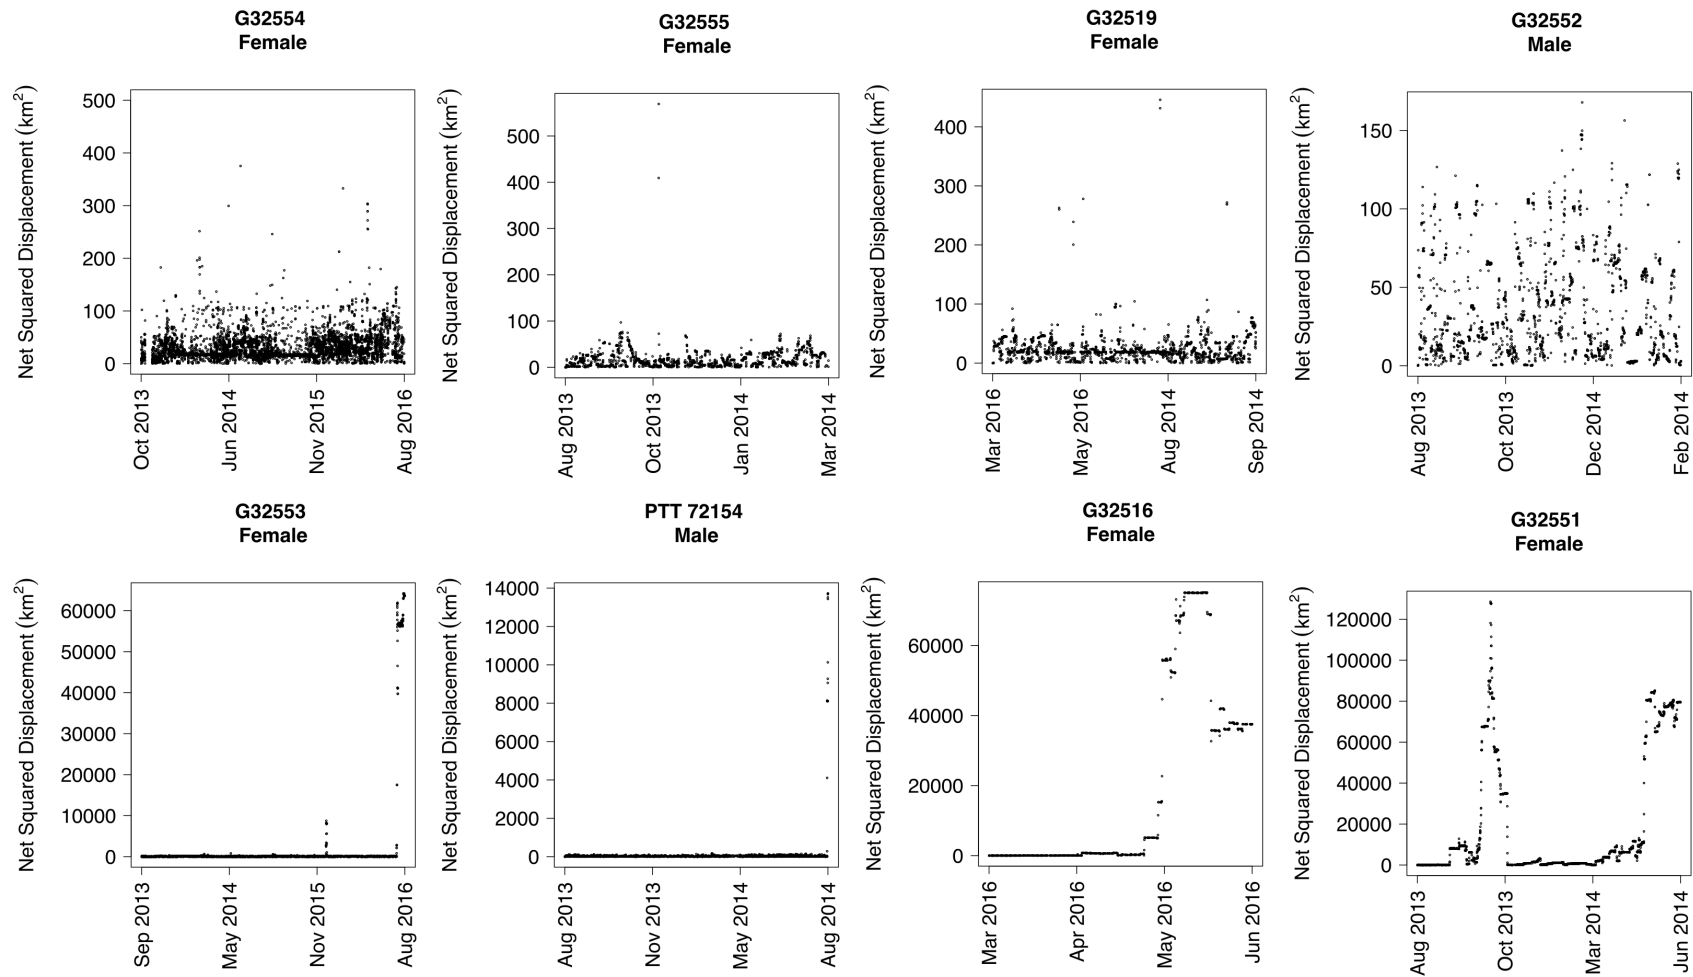 G32554
Female
Net Squared Displacement (km²)
500
400
300
200
100
0
Oct 2013
Jun 2014
Nov 2015
Aug 2016
G32555
Female
Net Squared Displacement (km²)
500
400
300
200
100
0
Aug 2013
Oct 2013
Jan 2014
Mar 2014
G32519
Female
Net Squared Displacement (km²)
400
300
200
100
0
Mar 2016
May 2016
Aug 2014
Sep 2014
G32552
Male
Net Squared Displacement (km²)
150
100
50
0
Aug 2013
Oct 2013
Dec 2014
Feb 2014
G32553
Female
Net Squared Displacement (km²)
60000
50000
40000
30000
20000
10000
0
Sep 2013
May 2014
Nov 2015
Aug 2016
PTT 72154
Male
Net Squared Displacement (km²)
14000
12000
10000
8000
6000
4000
2000
0
Aug 2013
Nov 2013
May 2014
Aug 2014
G32516
Female
Net Squared Displacement (km²)
60000
40000
20000
0
Mar 2016
Apr 2016
May 2016
Jun 2016
G32551
Female
Net Squared Displacement (km²)
120000
100000
80000
60000
40000
20000
0
Aug 2013
Oct 2013
Mar 2014
Jun 2014